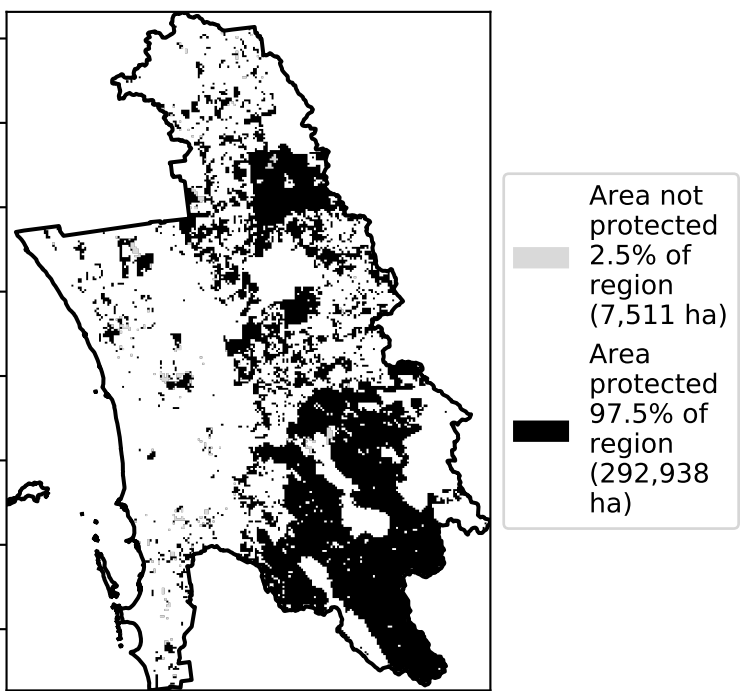 Area not
protected
2.5% of
region
(7,511 ha)
Area
protected
97.5% of
region
(292,938
ha)